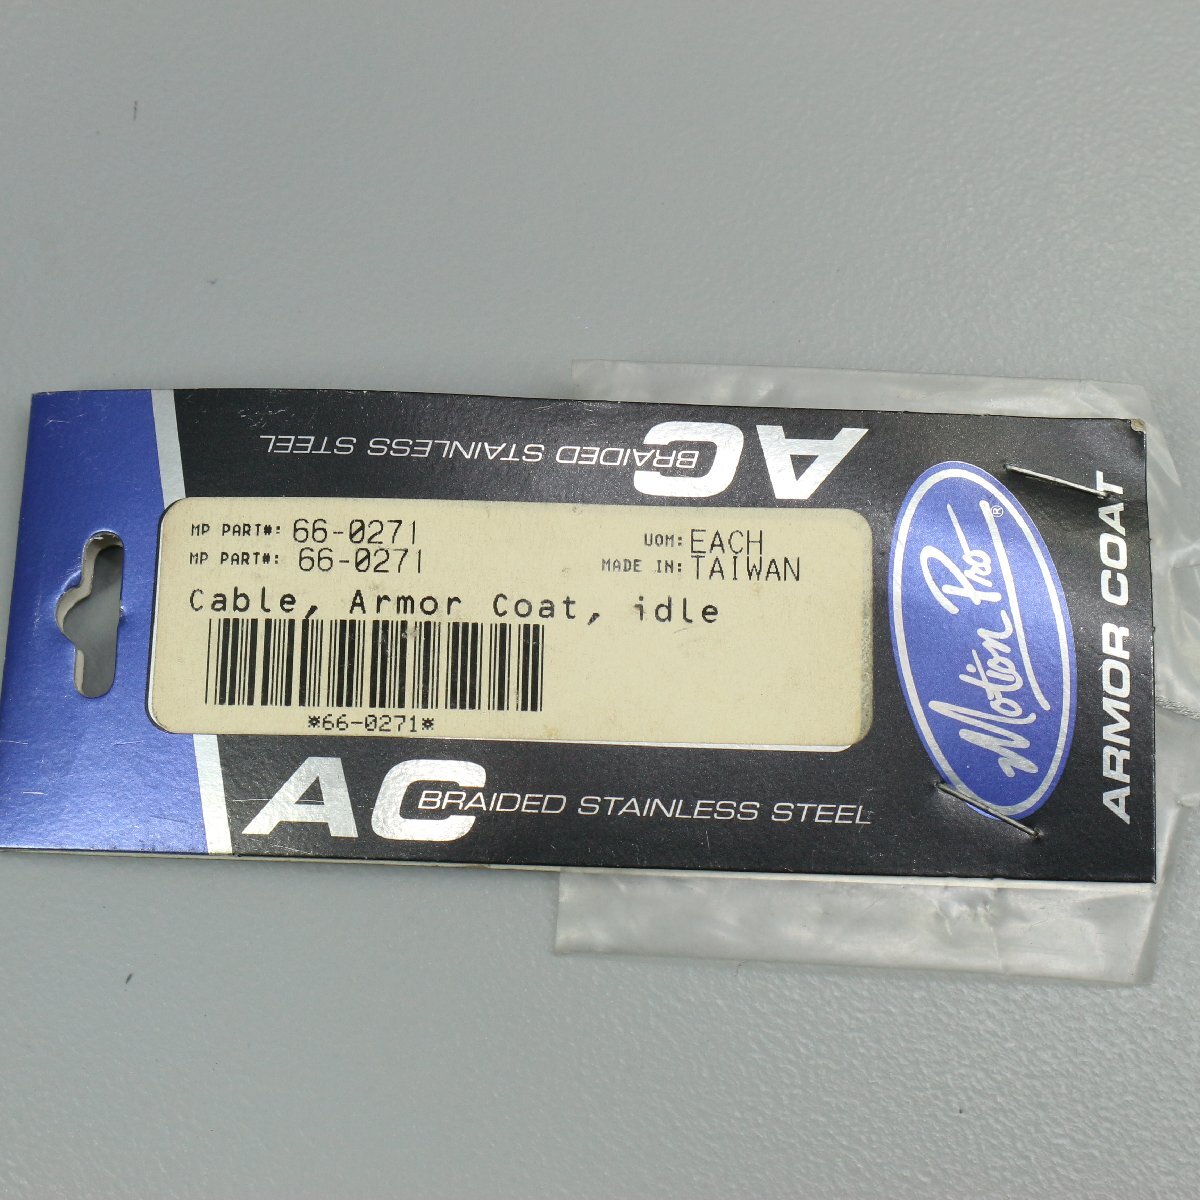 BRAIDED STAINLESS STEEL
AC
MP PART#: 66-0271
MP PART#: 66-0271
UOM: EACH
MADE IN: TAIWAN
Cable, Armor Coat, idle
*66-0271*
AC
BRAIDED STAINLESS STEEL
Motion Pro ®
ARMOR COAT